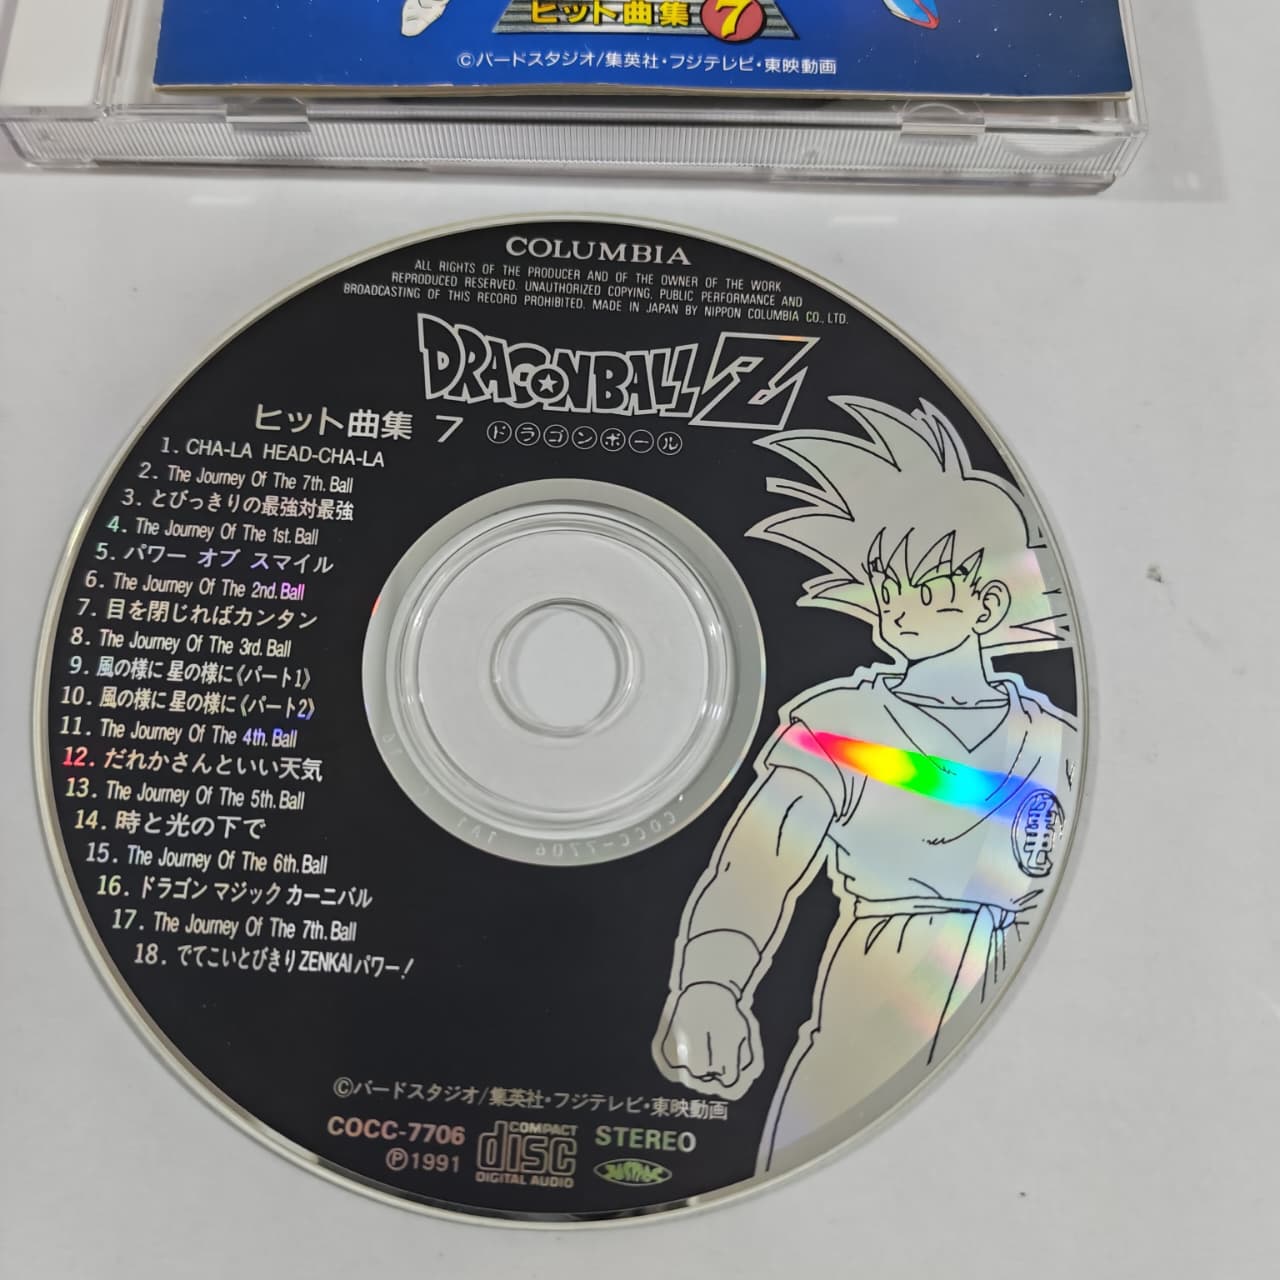 ヒット曲集 7
©バードスタジオ/集英社・フジテレビ・東映動画
COLUMBIA
ALL RIGHTS OF THE PRODUCER AND OF THE OWNER OF THE WORK
REPRODUCED RESERVED. UNAUTHORIZED COPYING, PUBLIC PERFORMANCE AND
BROADCASTING OF THIS RECORD PROHIBITED. MADE IN JAPAN BY NIPPON COLUMBIA CO., LTD.
DRAGONBALL Z
ヒット曲集 7 ドラゴンボール
1. CHA-LA HEAD-CHA-LA
2. The Journey Of The 7th. Ball
3. とびっきりの最強対最強
4. The Journey Of The 1st. Ball
5. パワー オブ スマイル
6. The Journey Of The 2nd. Ball
7. 目を閉じればカンタン
8. The Journey Of The 3rd. Ball
9. 風の様に星の様に《パート1》
10. 風の様に星の様に《パート2》
11. The Journey Of The 4th. Ball
12. だれかさんといい天気
13. The Journey Of The 5th. Ball
14. 時と光の下で
15. The Journey Of The 6th. Ball
16. ドラゴン マジック カーニバル
17. The Journey Of The 7th. Ball
18. でてこいとびきりZENKAIパワー!
COCC-7706
©バードスタジオ/集英社・フジテレビ・東映動画
COCC-7706
COMPACT disc DIGITAL AUDIO
STEREO
℗1991